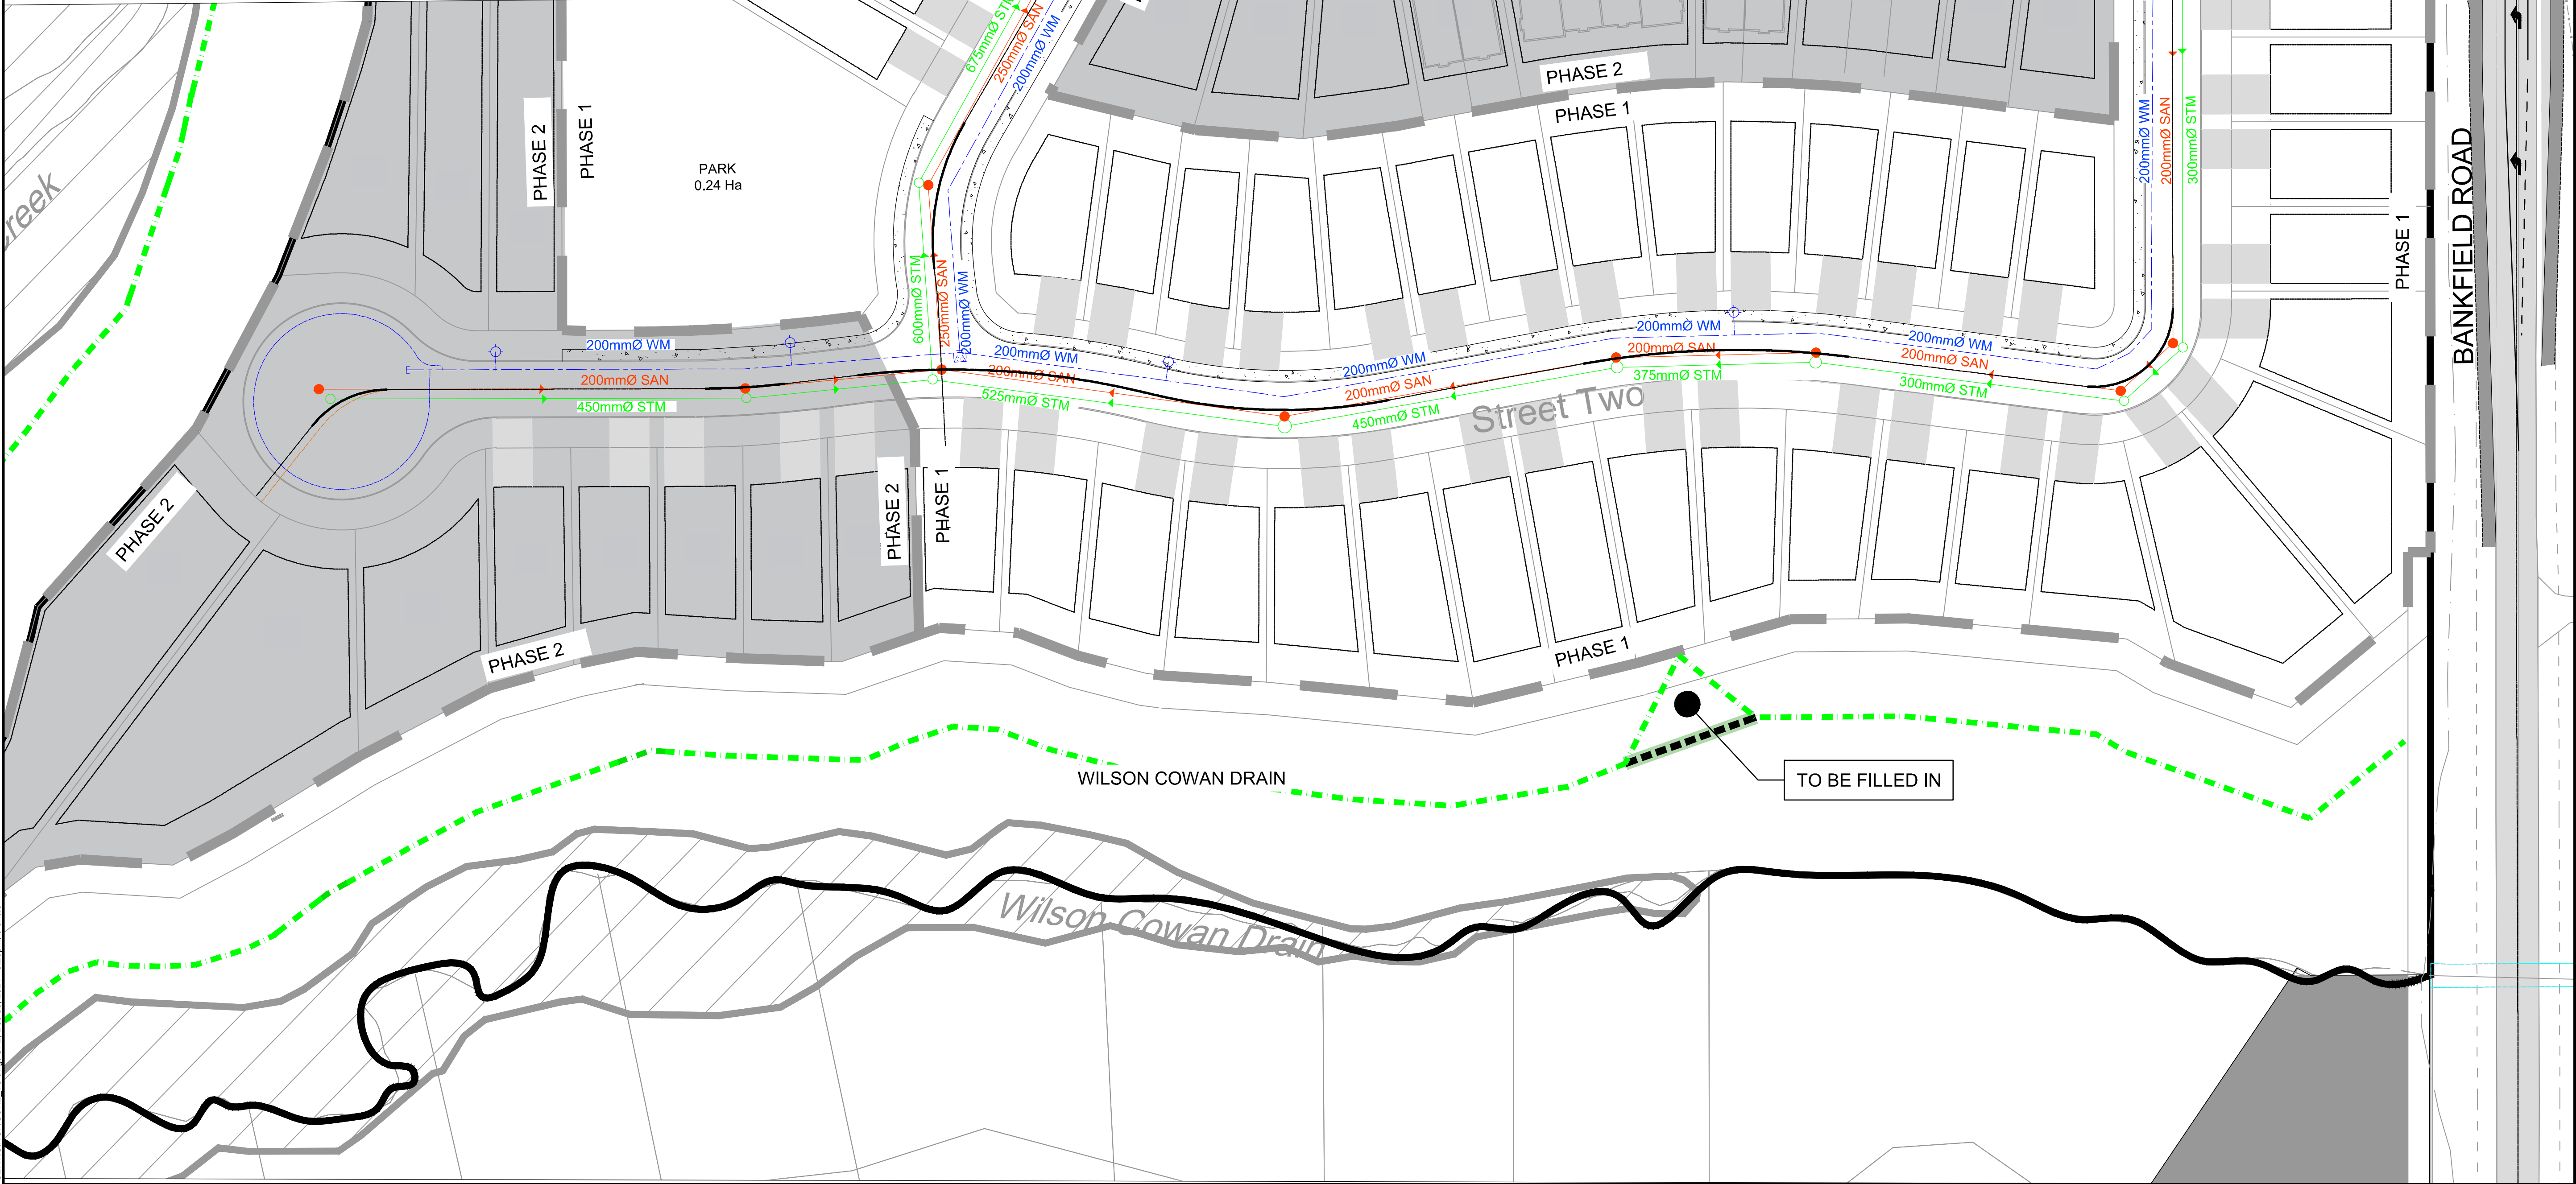 675mmØ STM
250mmØ SAN
200mmØ WM
PHASE 2
PHASE 1
PARK
0.24 Ha
PHASE 2
PHASE 1
200mmØ WM
200mmØ SAN
300mmØ STM
PHASE 1
BANKFIELD ROAD
600mmØ STM
250mmØ SAN
200mmØ WM
200mmØ WM
200mmØ SAN
450mmØ STM
200mmØ WM
200mmØ SAN
525mmØ STM
200mmØ WM
200mmØ SAN
450mmØ STM
200mmØ WM
200mmØ SAN
375mmØ STM
200mmØ WM
200mmØ SAN
300mmØ STM
Street Two
PHASE 2
PHASE 2
PHASE 1
PHASE 2
PHASE 1
WILSON COWAN DRAIN
TO BE FILLED IN
Wilson Cowan Drain